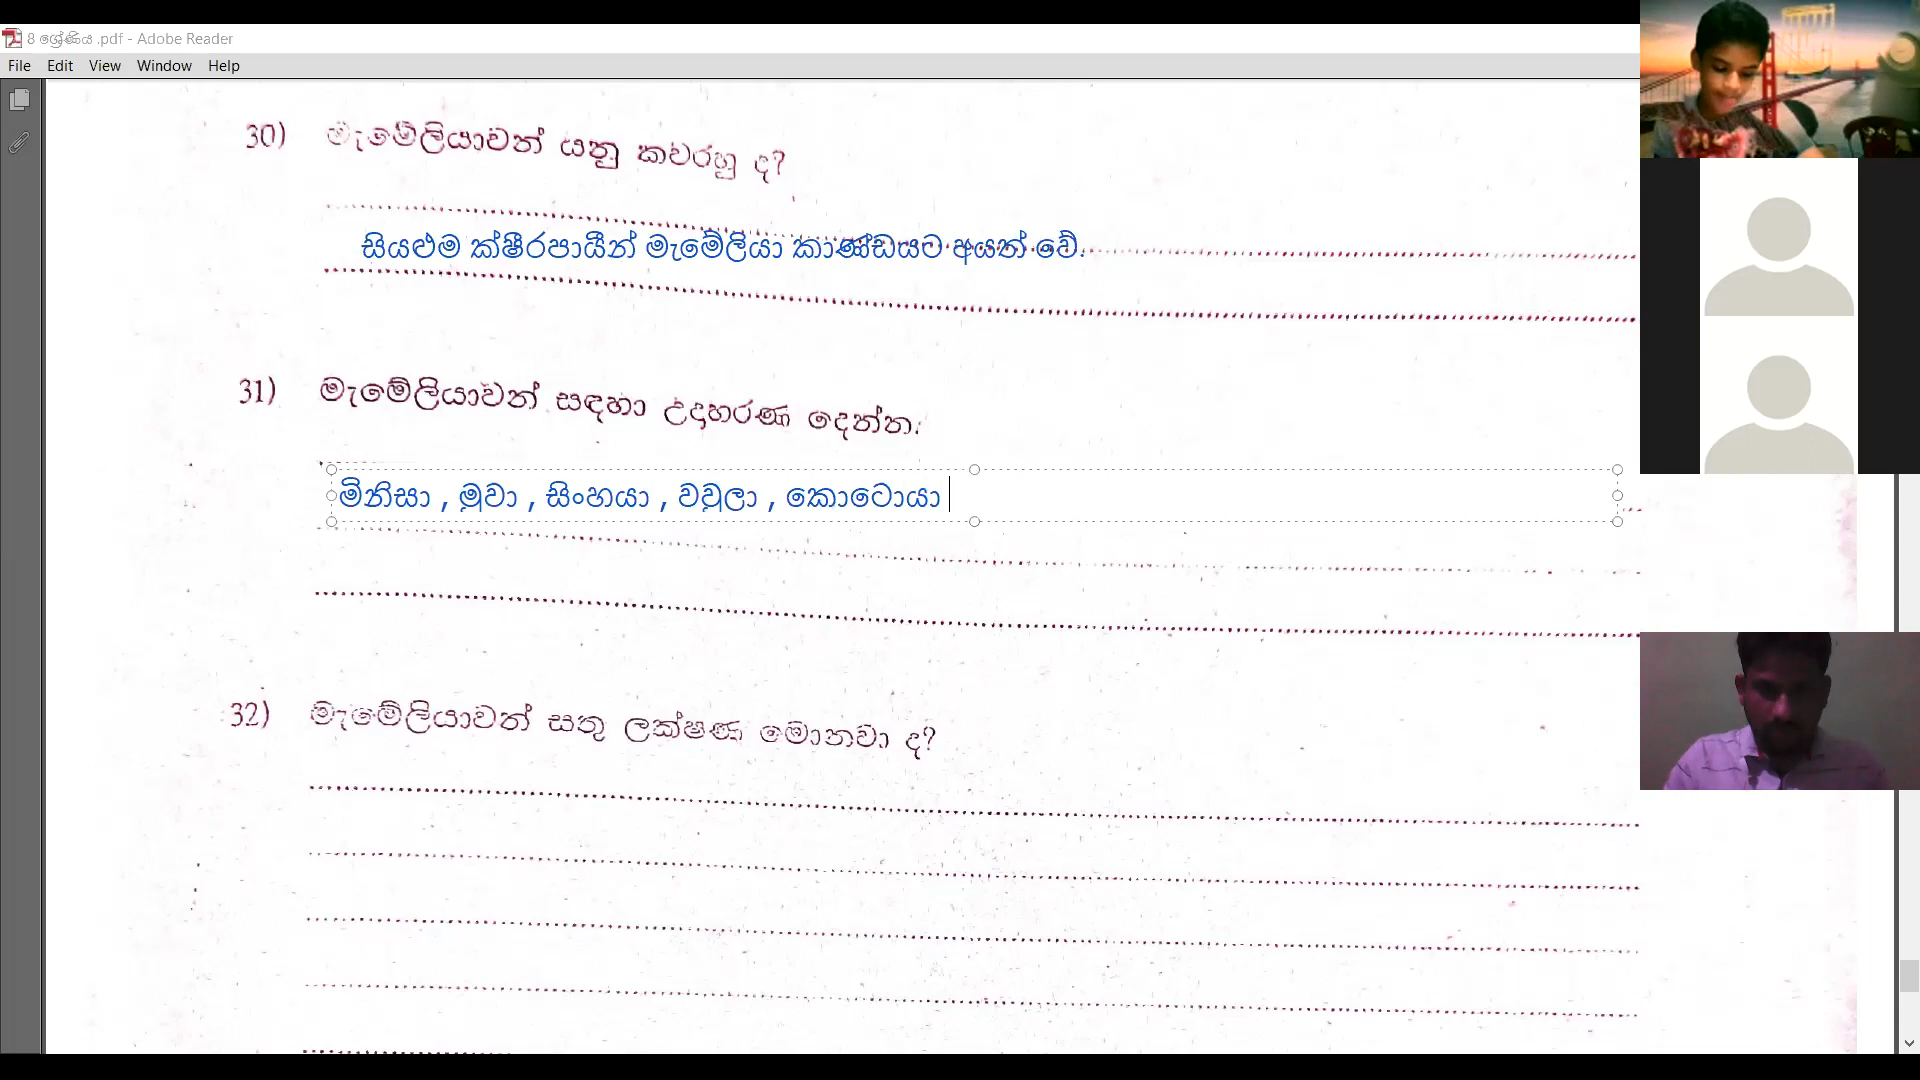 8 ශ්‍රේණිය .pdf - Adobe Reader
File Edit View Window Help
30) මැමේලියාවන් යනු කවරහු ද?
සියළුම ක්ෂීරපායීන් මැමේලියා කාණ්ඩයට අයත් වේ.
31) මැමේලියාවන් සඳහා උදාහරණ දෙන්න.
මිනිසා , මුවා , සිංහයා , වවුලා , කොටොයා
32) මැමේලියාවන් සතු ලක්ෂණ මොනවා ද?